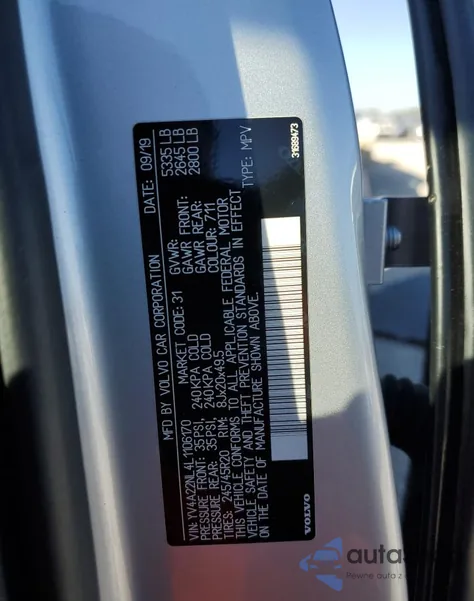 MFD. BY VOLVO CAR CORPORATION DATE: 09/19
VIN: YV4A22NL4L1106170 GVWR: 5335 LB
MARKET CODE: 31 GAWR FRONT: 2645 LB
PRESSURE FRONT: 35PSI, 240KPA COLD GAWR REAR: 2800 LB
PRESSURE REAR: 35PSI, 240KPA COLD COLOUR: 711
TIRES: 245/45R20 RIM: 8Jx20x49.5 TYPE: MPV
THIS VEHICLE CONFORMS TO ALL APPLICABLE FEDERAL MOTOR
VEHICLE SAFETY AND THEFT PREVENTION STANDARDS IN EFFECT
ON THE DATE OF MANUFACTURE SHOWN ABOVE.
VOLVO
31689473
Pewne auta z